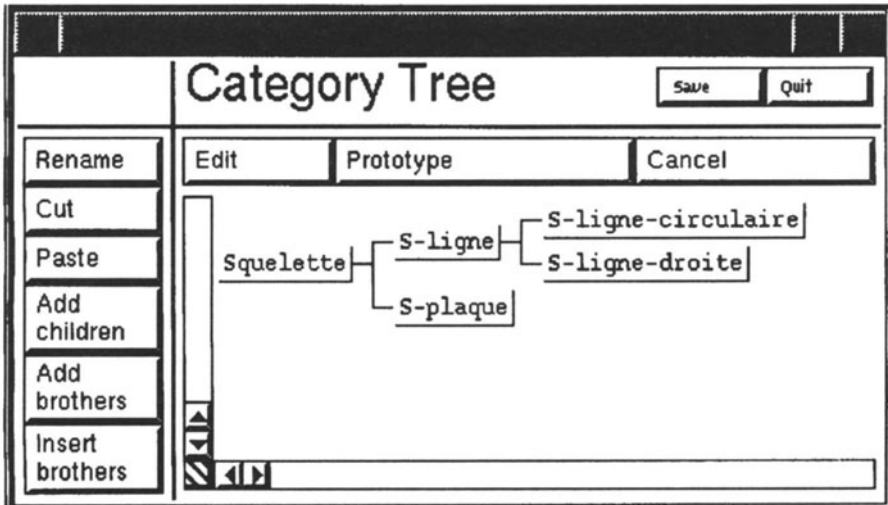 Category Tree
Save Quit
Rename
Edit Prototype Cancel
Cut
Paste
Add
children
Add
brothers
Insert
brothers
S-ligne-circulaire
S-ligne
Squelette
S-ligne-droite
S-plaque